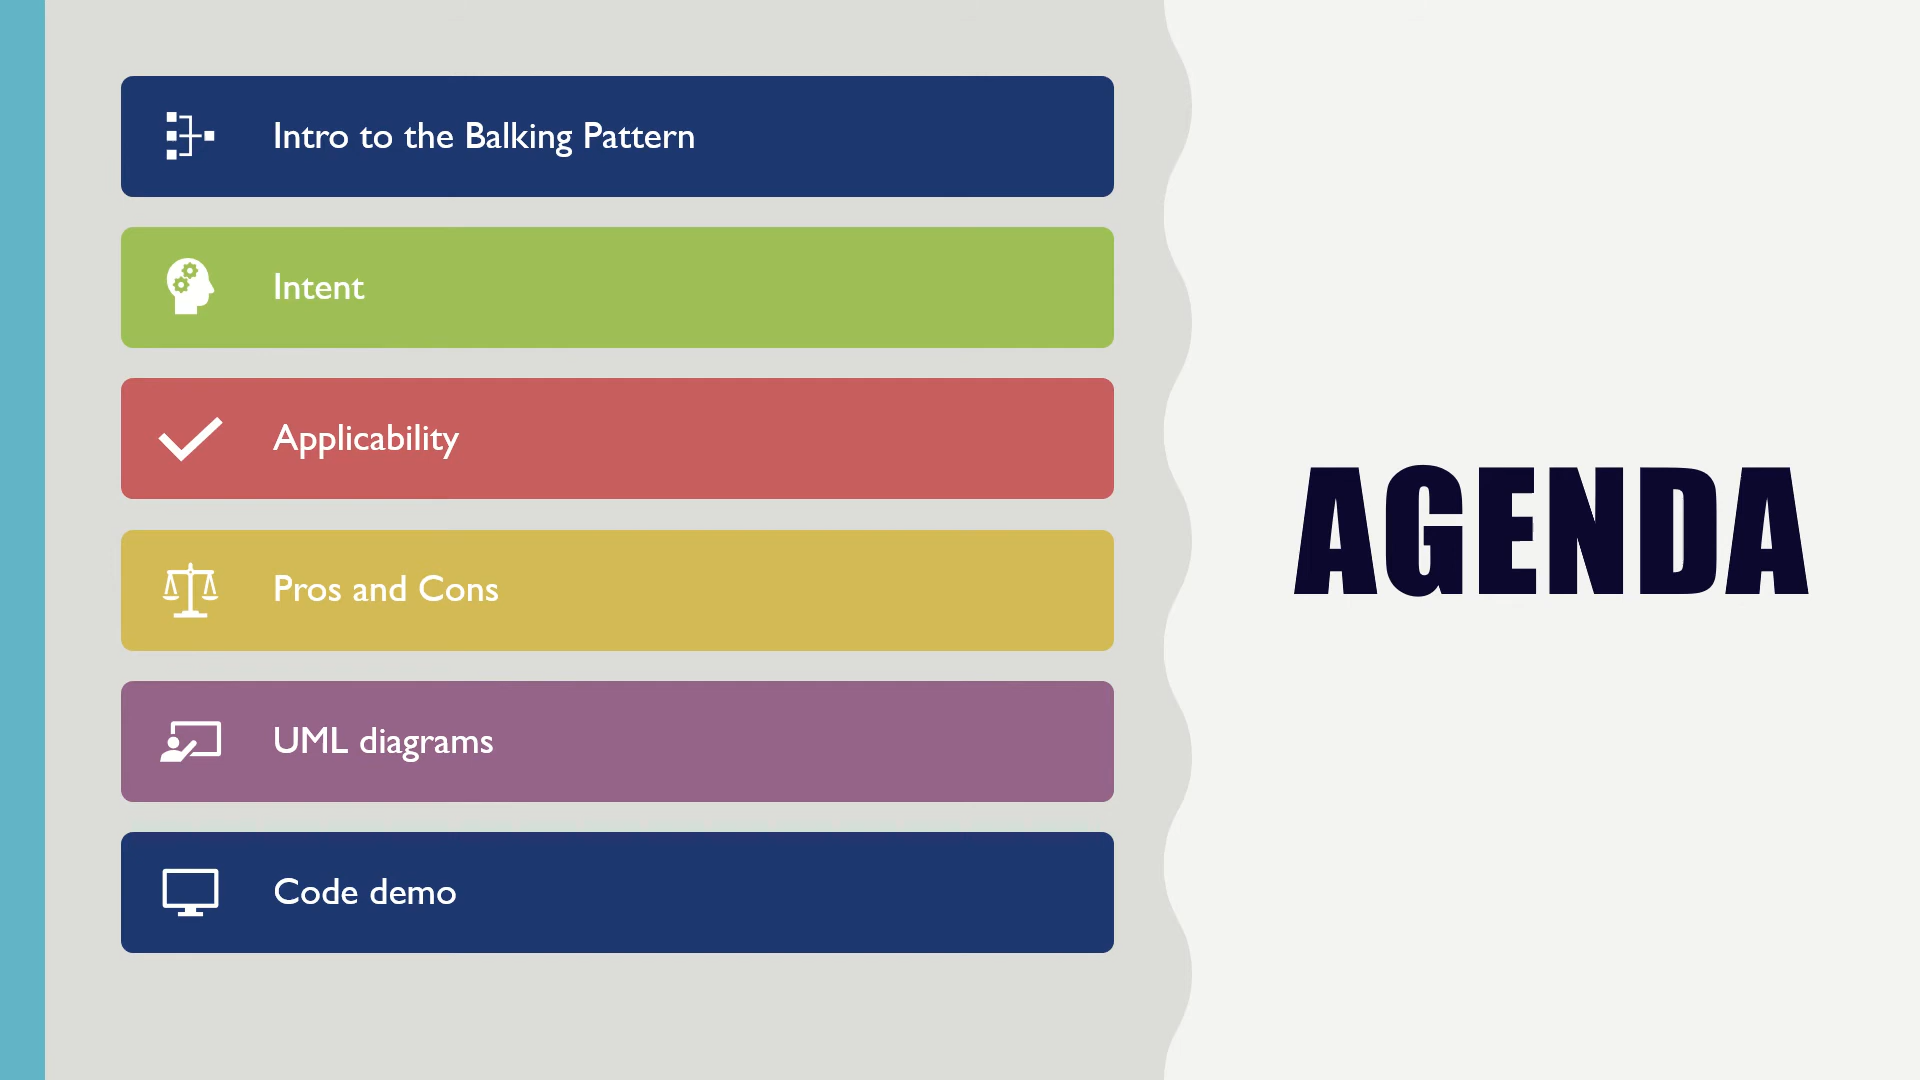 Intro to the Balking Pattern
Intent
Applicability
Pros and Cons
UML diagrams
Code demo
AGENDA